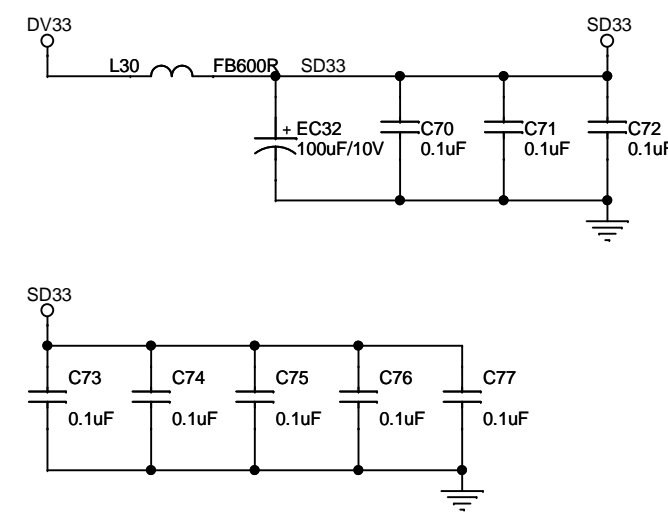 DV33
SD33
L30 FB600R SD33
+ EC32 C70 C71 C72
100uF/10V 0.1uF 0.1uF 0.1uF
SD33
C73 C74 C75 C76 C77
0.1uF 0.1uF 0.1uF 0.1uF 0.1uF